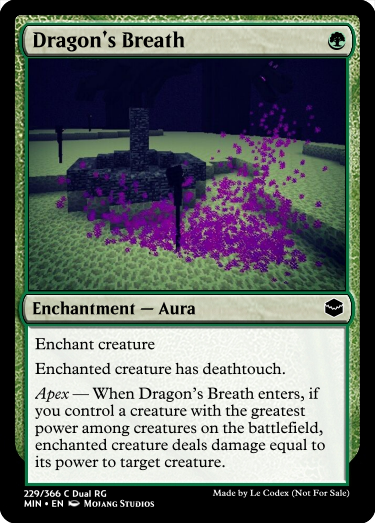 Dragon's Breath
Enchantment — Aura
Enchant creature
Enchanted creature has deathtouch.
Apex — When Dragon's Breath enters, if
you control a creature with the greatest
power among creatures on the battlefield,
enchanted creature deals damage equal to
its power to target creature.
229/366 C Dual RG
Made by Le Codex (Not For Sale)
MIN • EN Mojang Studios